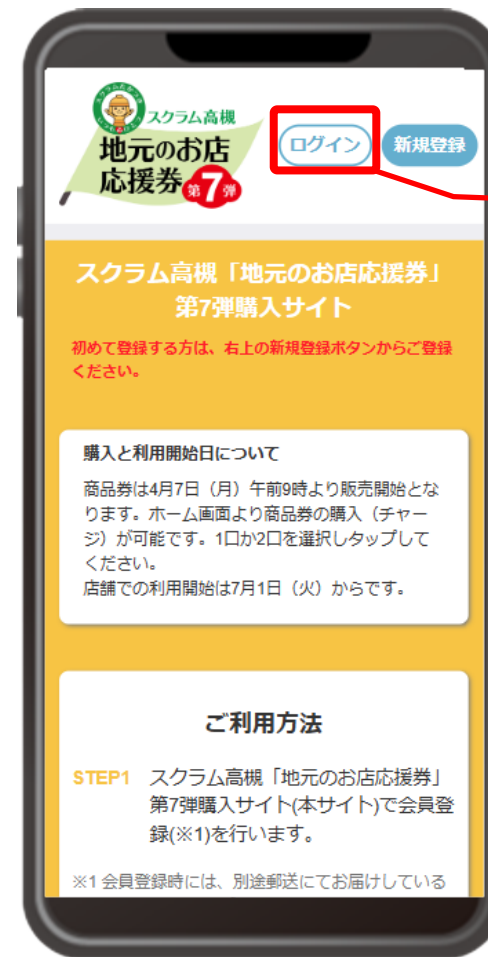 スクラム高槻
地元のお店
応援券第7弾
ログイン
新規登録
スクラム高槻「地元のお店応援券」
第7弾購入サイト
初めて登録する方は、右上の新規登録ボタンからご登録
ください。
購入と利用開始日について
商品券は4月7日（月）午前9時より販売開始とな
ります。ホーム画面より商品券の購入（チャー
ジ）が可能です。1口か2口を選択しタップして
ください。
店舗での利用開始は7月1日（火）からです。
ご利用方法
STEP1 スクラム高槻「地元のお店応援券」
第7弾購入サイト(本サイト)で会員登
録(※1)を行います。
※1 会員登録時には、別途郵送にてお届けしている